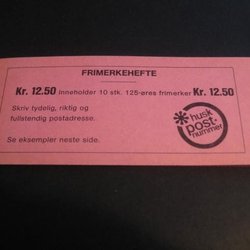 FRIMERKEHEFTE
Kr. 12.50 Inneholder 10 stk. 125-øres frimerker Kr. 12.50
Skriv tydelig, riktig og
fullstendig postadresse.
Se eksempler neste side.
husk
post-
nummer